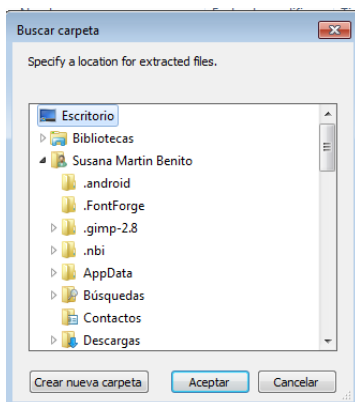 Buscar carpeta
Specify a location for extracted files.
Escritorio
Bibliotecas
Susana Martin Benito
.android
.FontForge
.gimp-2.8
.nbi
AppData
Búsquedas
Contactos
Descargas
Crear nueva carpeta Aceptar Cancelar